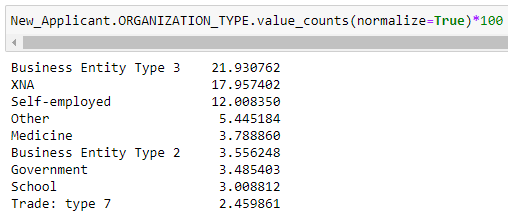 New_Applicant.ORGANIZATION_TYPE.value_counts(normalize=True)*100
Business Entity Type 3    21.930762
XNA                       17.957402
Self-employed             12.008350
Other                      5.445184
Medicine                   3.788860
Business Entity Type 2     3.556248
Government                 3.485403
School                     3.008812
Trade: type 7              2.459861